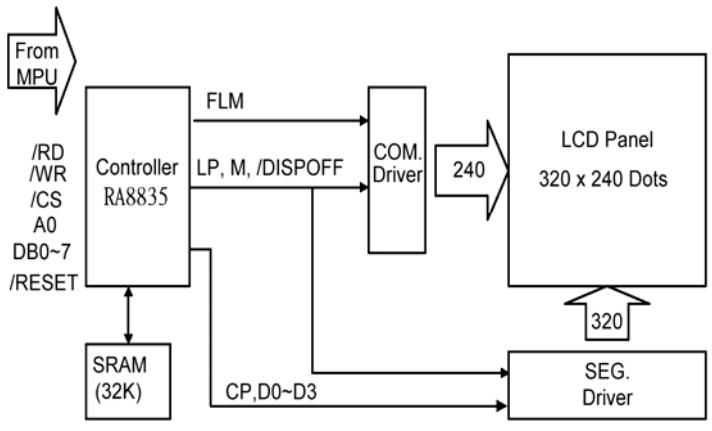 From
MPU
/RD
/WR
/CS
A0
DB0~7
/RESET
Controller
RA8835
SRAM
(32K)
FLM
LP, M, /DISPOFF
CP,D0~D3
COM.
Driver
240
LCD Panel
320 x 240 Dots
320
SEG.
Driver